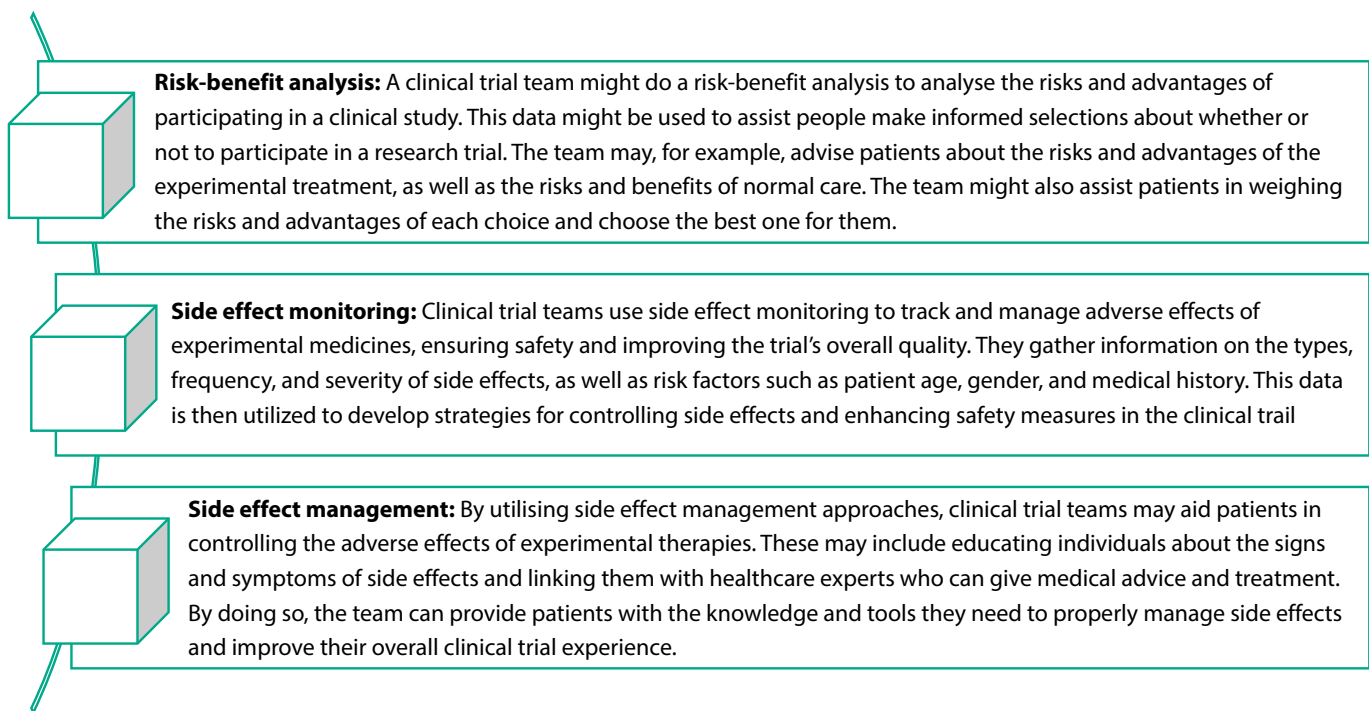 Risk-benefit analysis: A clinical trial team might do a risk-benefit analysis to analyse the risks and advantages of
participating in a clinical study. This data might be used to assist people make informed selections about whether or
not to participate in a research trial. The team may, for example, advise patients about the risks and advantages of the
experimental treatment, as well as the risks and benefits of normal care. The team might also assist patients in weighing
the risks and advantages of each choice and choose the best one for them.
Side effect monitoring: Clinical trial teams use side effect monitoring to track and manage adverse effects of
experimental medicines, ensuring safety and improving the trial's overall quality. They gather information on the types,
frequency, and severity of side effects, as well as risk factors such as patient age, gender, and medical history. This data
is then utilized to develop strategies for controlling side effects and enhancing safety measures in the clinical trail
Side effect management: By utilising side effect management approaches, clinical trial teams may aid patients in
controlling the adverse effects of experimental therapies. These may include educating individuals about the signs
and symptoms of side effects and linking them with healthcare experts who can give medical advice and treatment.
By doing so, the team can provide patients with the knowledge and tools they need to properly manage side effects
and improve their overall clinical trial experience.